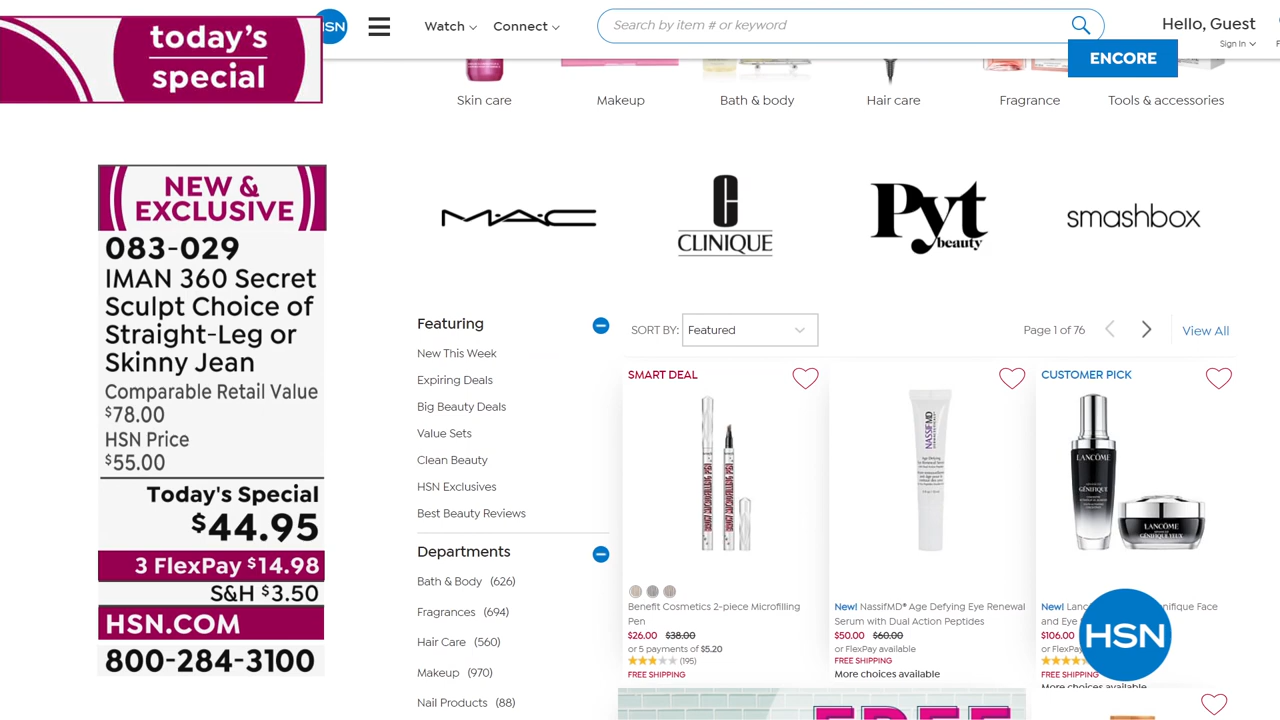 today's
special
HSN
Watch
Connect
Search by item # or keyword
Hello, Guest
Sign In
ENCORE
Skin care
Makeup
Bath & body
Hair care
Fragrance
Tools & accessories
NEW &
EXCLUSIVE
083-029
IMAN 360 Secret
Sculpt Choice of
Straight-Leg or
Skinny Jean
Comparable Retail Value
$78.00
HSN Price
$55.00
Today's Special
$44.95
3 FlexPay $14.98
S&H $3.50
HSN.COM
800-284-3100
MAC
C
CLINIQUE
Pyt
beauty
smashbox
Featuring
New This Week
Expiring Deals
Big Beauty Deals
Value Sets
Clean Beauty
HSN Exclusives
Best Beauty Reviews
Departments
Bath & Body (626)
Fragrances (694)
Hair Care (560)
Makeup (970)
Nail Products (88)
SORT BY: Featured
Page 1 of 76
View All
SMART DEAL
Benefit Cosmetics 2-piece Microfilling
Pen
$26.00 $38.00
or 5 payments of $5.20
(195)
FREE SHIPPING
NASSIFMD
New! NassifMD® Age Defying Eye Renewal
Serum with Dual Action Peptides
$50.00 $60.00
or FlexPay available
FREE SHIPPING
More choices available
CUSTOMER PICK
LANCÔME
GÉNIFIQUE
LANCÔME
New! Lanc nifique Face
and Eye
$106.00
or FlexPay
FREE SHIPPING
More choices available
HSN
FREE